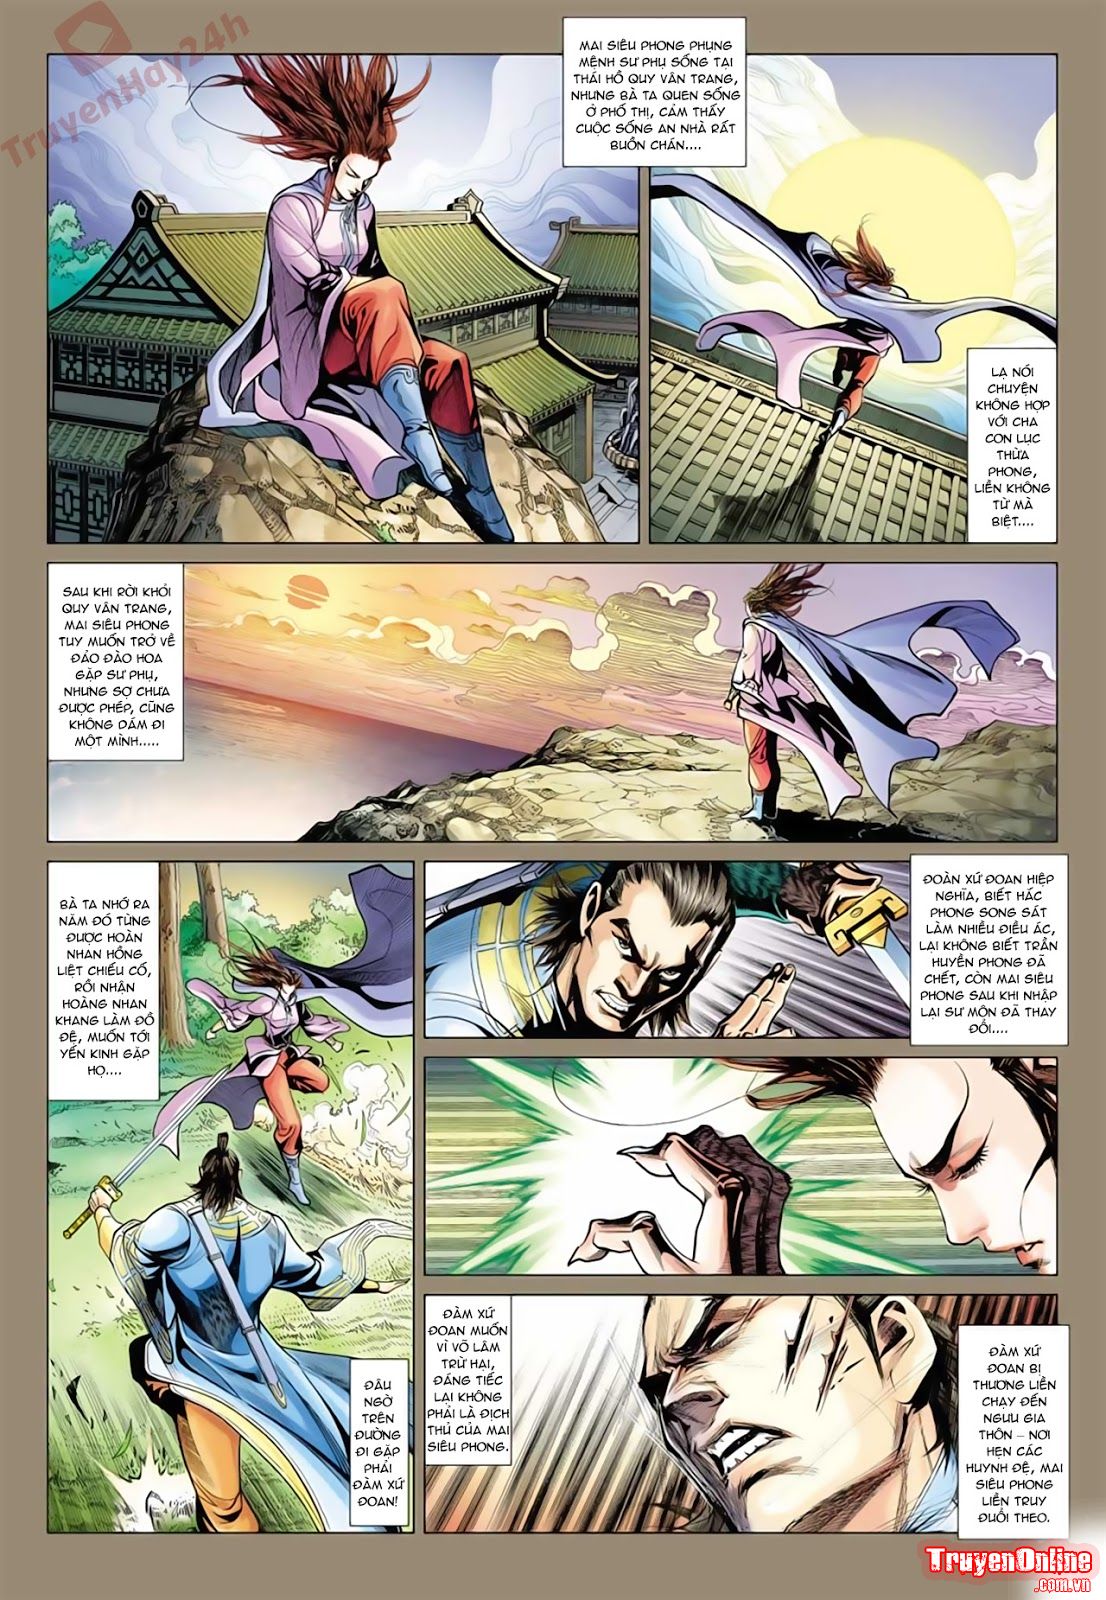 TruyenHay24h
MAI SIÊU PHONG PHỤNG
MỆNH SƯ PHỤ SỐNG TẠI
THÁI HỒ QUY VÂN TRANG,
NHƯNG BÀ TA QUEN SỐNG
Ở PHỐ THỊ, CẢM THẤY
CUỘC SỐNG AN NHÀ RẤT
BUỒN CHÁN....
LẠ NÓI
CHUYỆN
KHÔNG HỢP
VỚI CHA
CON LỤC
THỪA
PHONG,
LIỀN KHÔNG
TỪ MÀ
BIỆT....
SAU KHI RỜI KHỎI
QUY VÂN TRANG,
MAI SIÊU PHONG
TUY MUỐN TRỞ VỀ
ĐẢO ĐÀO HOA
GẶP SƯ PHỤ,
NHƯNG SỢ CHƯA
ĐƯỢC PHÉP, CŨNG
KHÔNG DÁM ĐI
MỘT MÌNH.....
BÀ TA NHỚ RA
NĂM ĐÓ TỪNG
ĐƯỢC HOÀN
NHAN HỒNG
LIỆT CHIẾU CỐ,
RỒI NHẬN
HOÀNG NHAN
KHANG LÀM ĐỒ
ĐỆ, MUỐN TỚI
YẾN KINH GẶP
HỌ....
ĐÂU
NGỜ TRÊN
ĐƯỜNG
ĐI GẶP
PHẢI
ĐÀM XỨ
ĐOAN!
ĐOÀN XỨ ĐOAN HIỆP
NGHĨA, BIẾT HẮC
PHONG SONG SÁT
LÀM NHIỀU ĐIỀU ÁC,
LẠI KHÔNG BIẾT TRẦN
HUYỀN PHONG ĐÃ
CHẾT, CÒN MAI SIÊU
PHONG SAU KHI NHẬP
LẠI SƯ MÔN ĐÃ THAY
ĐỔI....
ĐÀM XỨ
ĐOAN MUỐN
VÌ VÕ LÂM
TRỪ HẠI,
ĐÁNG TIẾC
LẠI KHÔNG
PHẢI LÀ ĐỊCH
THỦ CỦA MAI
SIÊU PHONG.
ĐÀM XỨ
ĐOAN BỊ
THƯƠNG LIỀN
CHẠY ĐẾN
NGƯU GIA
THÔN – NƠI
HẸN CÁC
HUYNH ĐỆ, MAI
SIÊU PHONG
LIỀN TRUY
ĐUỔI THEO.
TruyenOnline
.com.vn